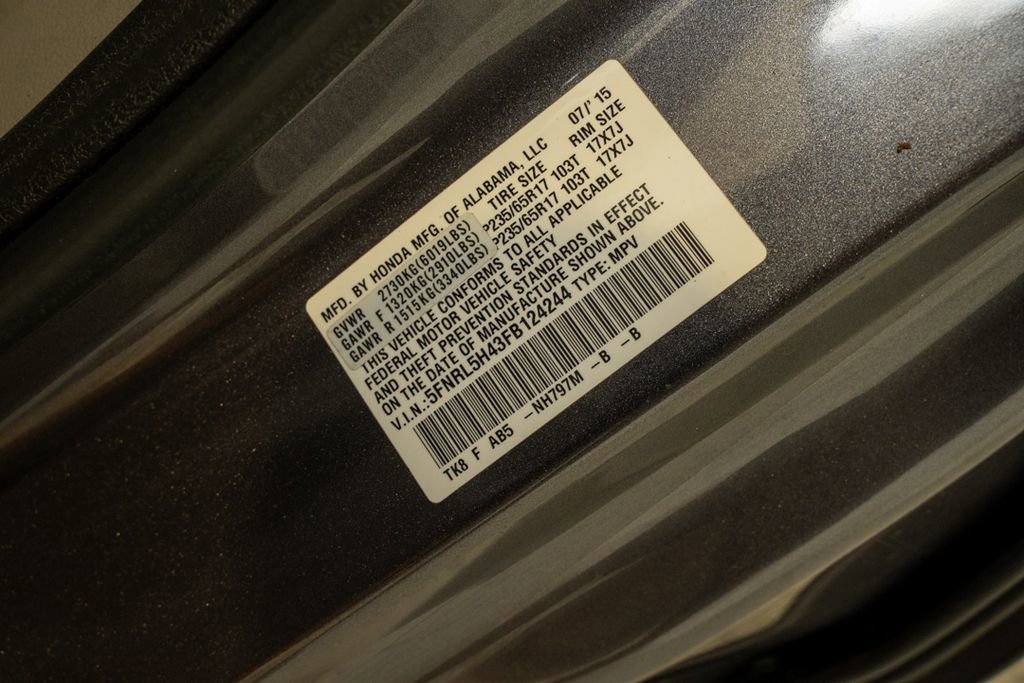 MFD. BY HONDA MFG. OF ALABAMA, LLC 07/' 15
GVWR 2730KG(6019LBS) TIRE SIZE RIM SIZE
GAWR F 1320KG(2910LBS) P235/65R17 103T 17X7J
GAWR R 1515KG(3340LBS) P235/65R17 103T 17X7J
THIS VEHICLE CONFORMS TO ALL APPLICABLE
FEDERAL MOTOR VEHICLE SAFETY
AND THEFT PREVENTION STANDARDS IN EFFECT
ON THE DATE OF MANUFACTURE SHOWN ABOVE.
V.I.N.:5FNRL5H43FB124244 TYPE: MPV
TK8 F AB5 -NH797M -B -B